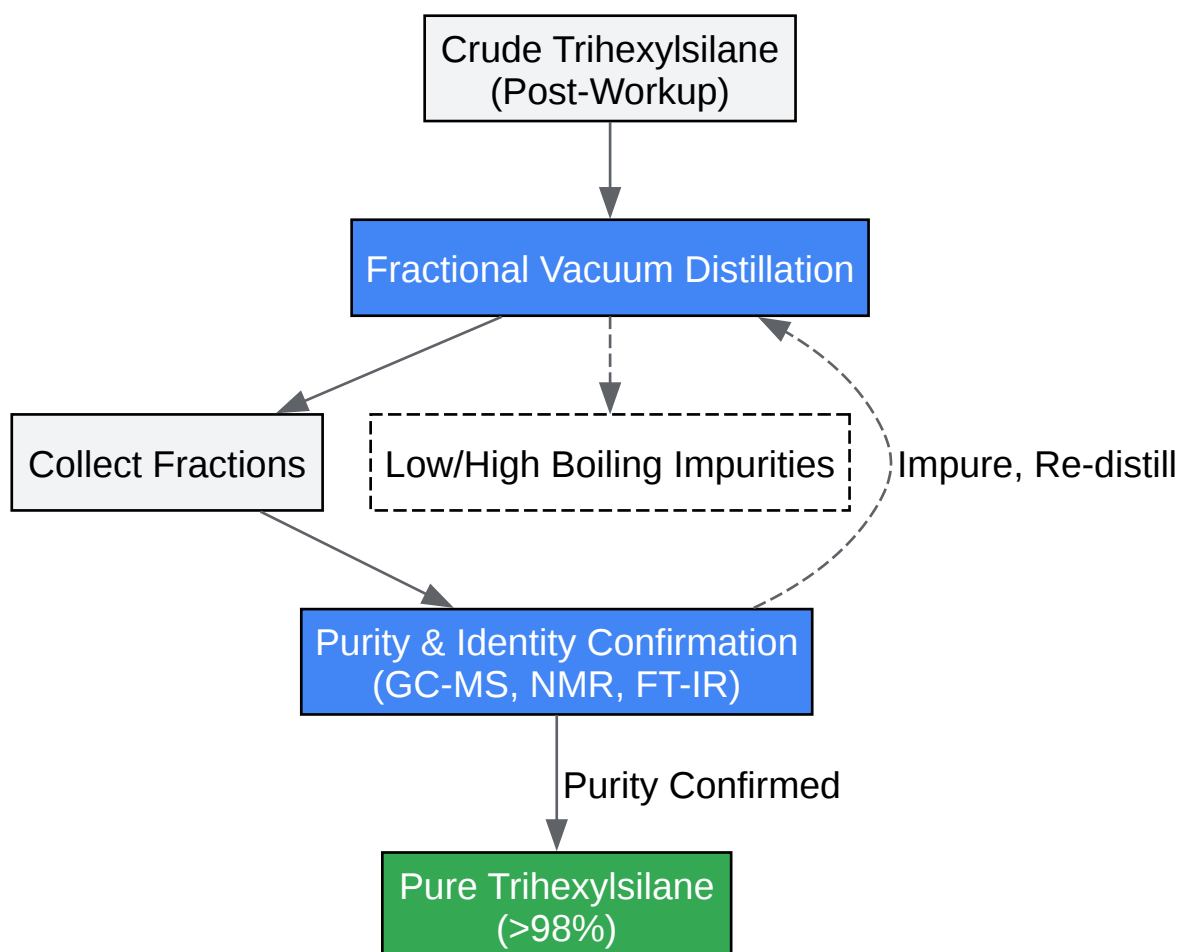 Crude Trihexylsilane
(Post-Workup)
Fractional Vacuum Distillation
Collect Fractions
Low/High Boiling Impurities
Impure, Re-distill
Purity & Identity Confirmation
(GC-MS, NMR, FT-IR)
Purity Confirmed
Pure Trihexylsilane
(>98%)